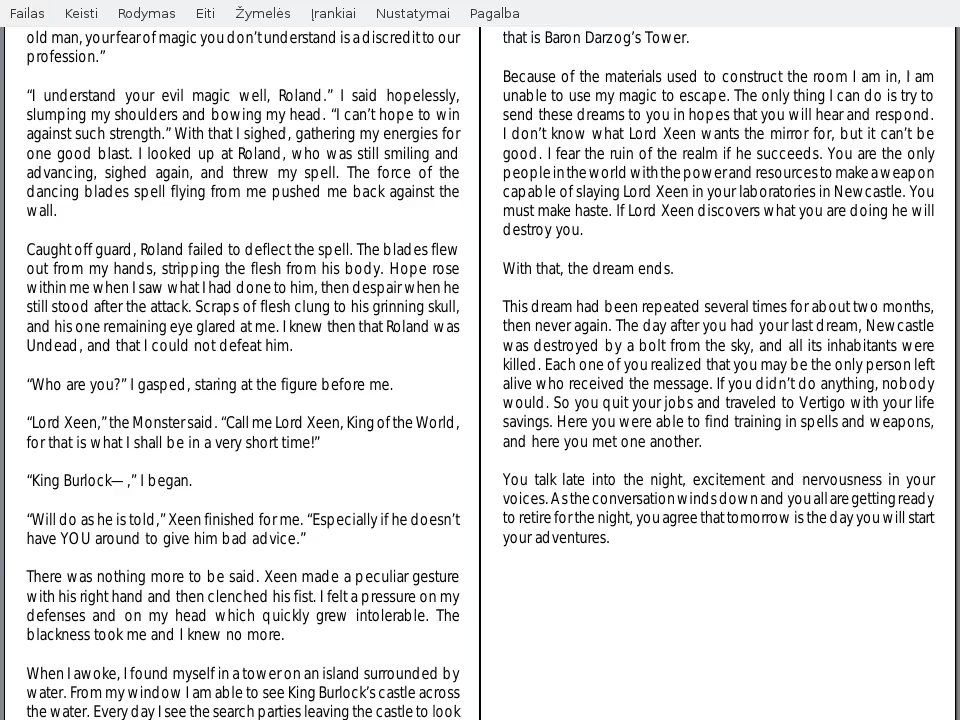 Failas Keisti Rodymas Eiti Žymelės Įrankiai Nustatymai Pagalba
old man, your fear of magic you don’t understand is a discredit to our
profession.”
“I understand your evil magic well, Roland.” I said hopelessly,
slumping my shoulders and bowing my head. “I can’t hope to win
against such strength.” With that I sighed, gathering my energies for
one good blast. I looked up at Roland, who was still smiling and
advancing, sighed again, and threw my spell. The force of the
dancing blades spell flying from me pushed me back against the
wall.
Caught off guard, Roland failed to deflect the spell. The blades flew
out from my hands, stripping the flesh from his body. Hope rose
within me when I saw what I had done to him, then despair when he
still stood after the attack. Scraps of flesh clung to his grinning skull,
and his one remaining eye glared at me. I knew then that Roland was
Undead, and that I could not defeat him.
“Who are you?” I gasped, staring at the figure before me.
“Lord Xeen,” the Monster said. “Call me Lord Xeen, King of the World,
for that is what I shall be in a very short time!”
“King Burlock— ,” I began.
“Will do as he is told,” Xeen finished for me. “Especially if he doesn’t
have YOU around to give him bad advice.”
There was nothing more to be said. Xeen made a peculiar gesture
with his right hand and then clenched his fist. I felt a pressure on my
defenses and on my head which quickly grew intolerable. The
blackness took me and I knew no more.
When I awoke, I found myself in a tower on an island surrounded by
water. From my window I am able to see King Burlock’s castle across
the water. Every day I see the search parties leaving the castle to look
that is Baron Darzog’s Tower.
Because of the materials used to construct the room I am in, I am
unable to use my magic to escape. The only thing I can do is try to
send these dreams to you in hopes that you will hear and respond.
I don’t know what Lord Xeen wants the mirror for, but it can’t be
good. I fear the ruin of the realm if he succeeds. You are the only
people in the world with the power and resources to make a weapon
capable of slaying Lord Xeen in your laboratories in Newcastle. You
must make haste. If Lord Xeen discovers what you are doing he will
destroy you.
With that, the dream ends.
This dream had been repeated several times for about two months,
then never again. The day after you had your last dream, Newcastle
was destroyed by a bolt from the sky, and all its inhabitants were
killed. Each one of you realized that you may be the only person left
alive who received the message. If you didn’t do anything, nobody
would. So you quit your jobs and traveled to Vertigo with your life
savings. Here you were able to find training in spells and weapons,
and here you met one another.
You talk late into the night, excitement and nervousness in your
voices. As the conversation winds down and you all are getting ready
to retire for the night, you agree that tomorrow is the day you will start
your adventures.